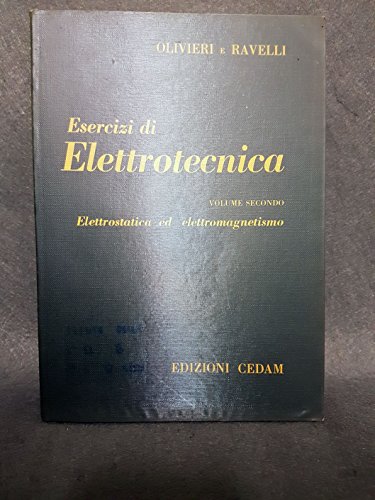 OLIVIERI E RAVELLI
Esercizi di
Elettrotecnica
VOLUME SECONDO
Elettrostatica ed elettromagnetismo
EDIZIONI CEDAM